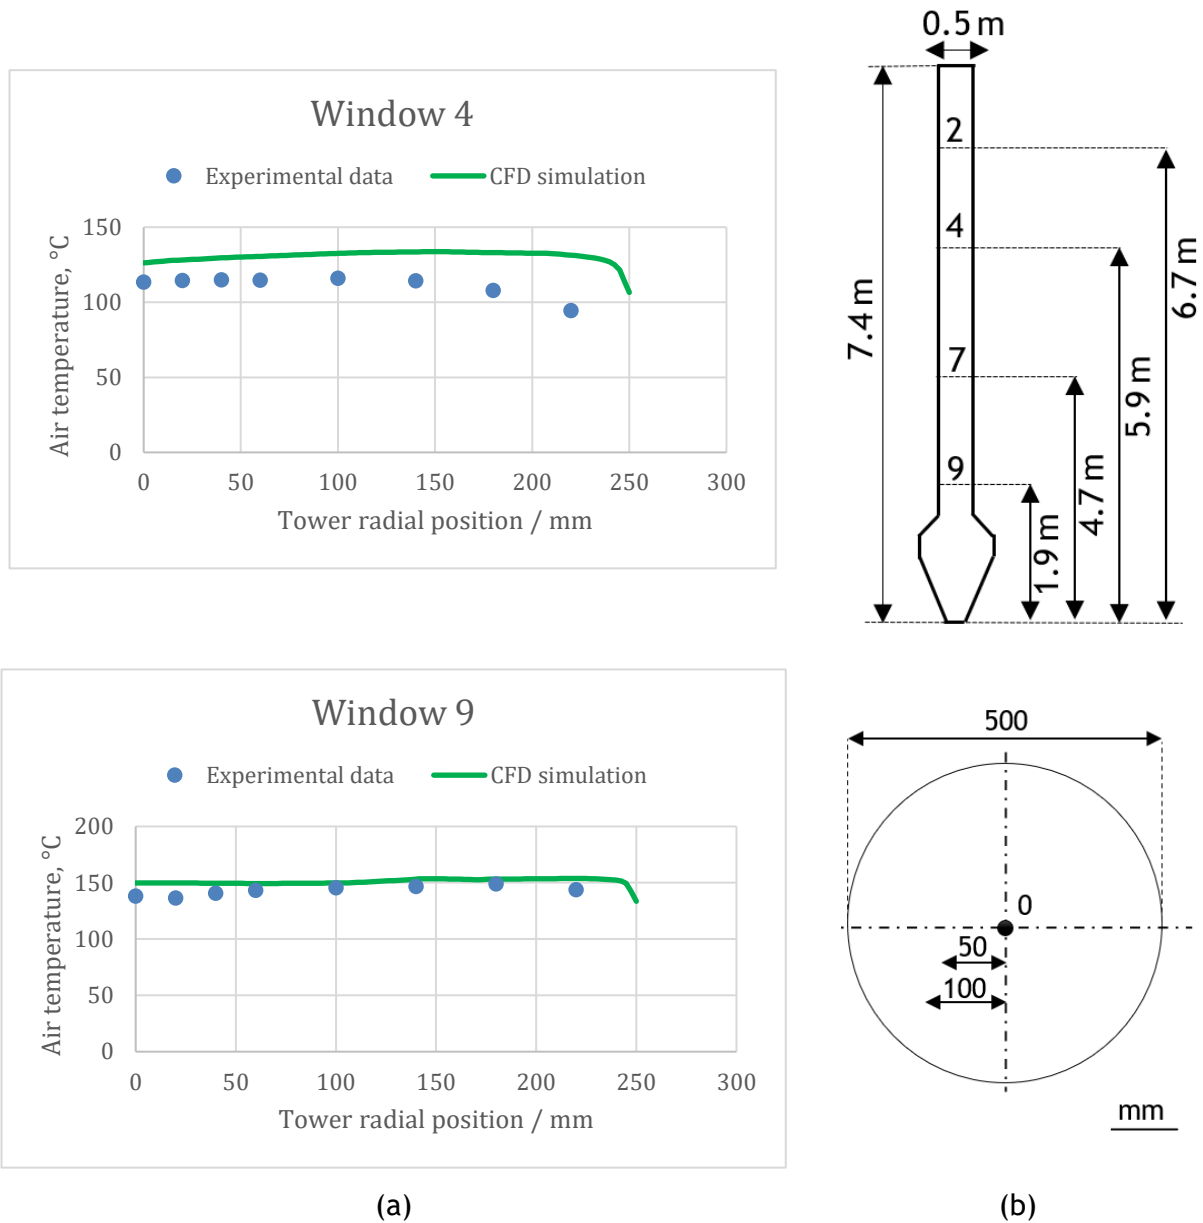 Window 4
Experimental data
CFD simulation
Air temperature, °C
150
100
50
0
0 50 100 150 200 250 300
Tower radial position / mm
Window 9
Experimental data
CFD simulation
Air temperature, °C
200
150
100
50
0
0 50 100 150 200 250 300
Tower radial position / mm
(a)
0.5 m
2
4
7
9
7.4 m
1.9 m
4.7 m
5.9 m
6.7 m
500
0
50
100
mm
(b)